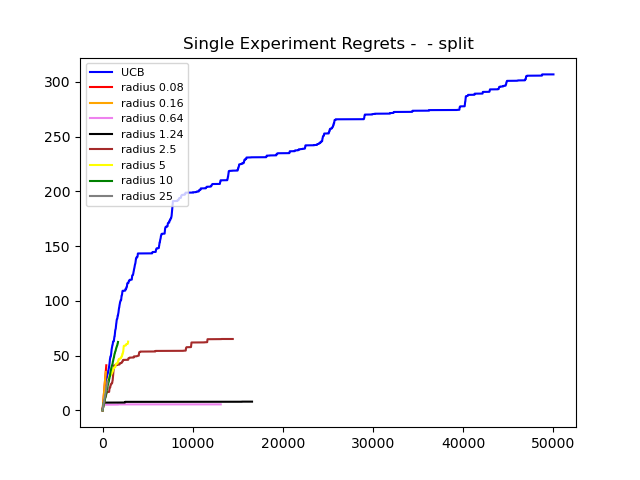 Single Experiment Regrets -  - split
UCB
radius 0.08
radius 0.16
radius 0.64
radius 1.24
radius 2.5
radius 5
radius 10
radius 25
300
250
200
150
100
50
0
0 10000 20000 30000 40000 50000